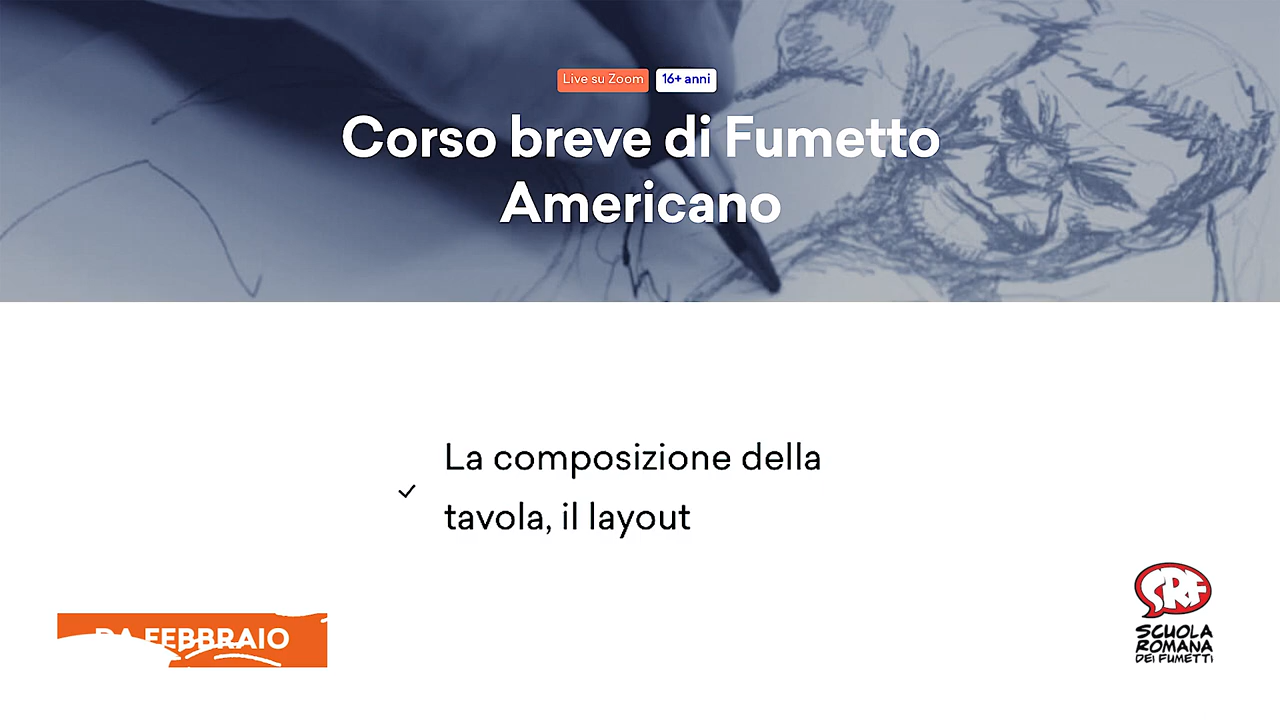 Live su Zoom 16+ anni
Corso breve di Fumetto
Americano
La composizione della
tavola, il layout
DA FEBBRAIO
SRF
SCUOLA
ROMANA
DEI FUMETTI